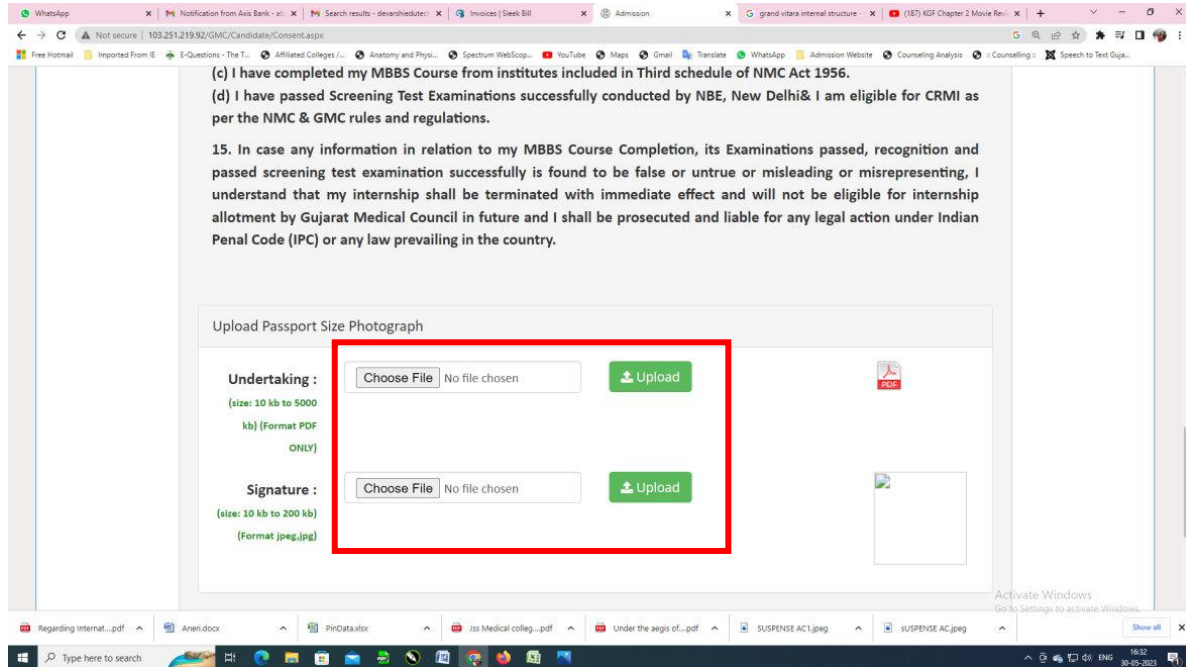 WhatsApp
Notification from Axis Bank - a
Search results - devarshiedutec
Invoices | Sleek Bill
Admission
grand vitara internal structure -
(187) KGF Chapter 2 Movie Revi
Not secure | 103.251.219.92/GMC/Candidate/Consent.aspx
Free Hotmail
Imported From IE
E-Questions - The T...
Affiliated Colleges /...
Anatomy and Physi...
Spectrum WebScop...
YouTube
Maps
Gmail
Translate
WhatsApp
Admission Website
Counseling Analysis
:: Counselling ::
Speech to Text Guja...
(c) I have completed my MBBS Course from institutes included in Third schedule of NMC Act 1956.
(d) I have passed Screening Test Examinations successfully conducted by NBE, New Delhi& I am eligible for CRMI as
per the NMC & GMC rules and regulations.
15. In case any information in relation to my MBBS Course Completion, its Examinations passed, recognition and
passed screening test examination successfully is found to be false or untrue or misleading or misrepresenting, I
understand that my internship shall be terminated with immediate effect and will not be eligible for internship
allotment by Gujarat Medical Council in future and I shall be prosecuted and liable for any legal action under Indian
Penal Code (IPC) or any law prevailing in the country.
Upload Passport Size Photograph
Undertaking :
(size: 10 kb to 5000
kb) (Format PDF
ONLY)
Choose File No file chosen
Upload
PDF
Signature :
(size: 10 kb to 200 kb)
(Format jpeg,jpg)
Choose File No file chosen
Upload
Activate Windows
Go to Settings to activate Windows.
Regarding Internat....pdf
Aneri.docx
PinData.xlsx
Jss Medical colleg....pdf
Under the aegis of....pdf
SUSPENSE AC1.jpeg
sUSPENSE AC.jpeg
Show all
Type here to search
ENG
16:32
30-05-2023